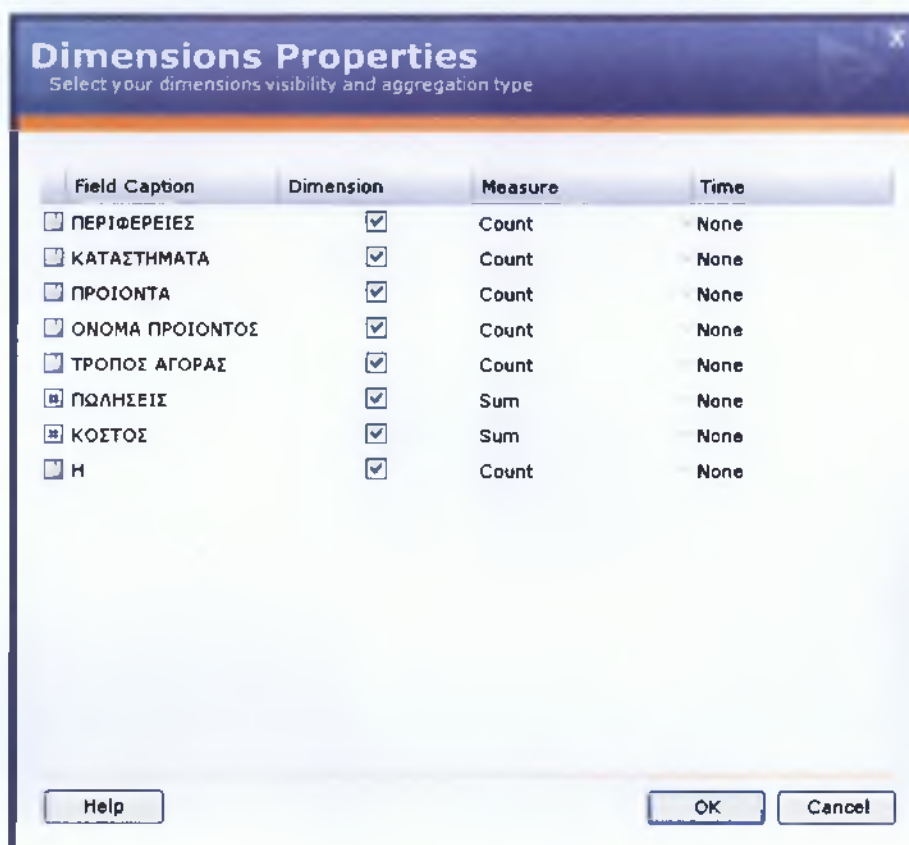 Dimensions Properties
Select your dimensions visibility and aggregation type
Field Caption Dimension Measure Time
ΠΕΡΙΦΕΡΕΙΕΣ Count None
ΚΑΤΑΣΤΗΜΑΤΑ Count None
ΠΡΟΙΟΝΤΑ Count None
ΟΝΟΜΑ ΠΡΟΙΟΝΤΟΣ Count None
ΤΡΟΠΟΣ ΑΓΟΡΑΣ Count None
ΠΩΛΗΣΕΙΣ Sum None
ΚΟΣΤΟΣ Sum None
Η Count None
Help OK Cancel